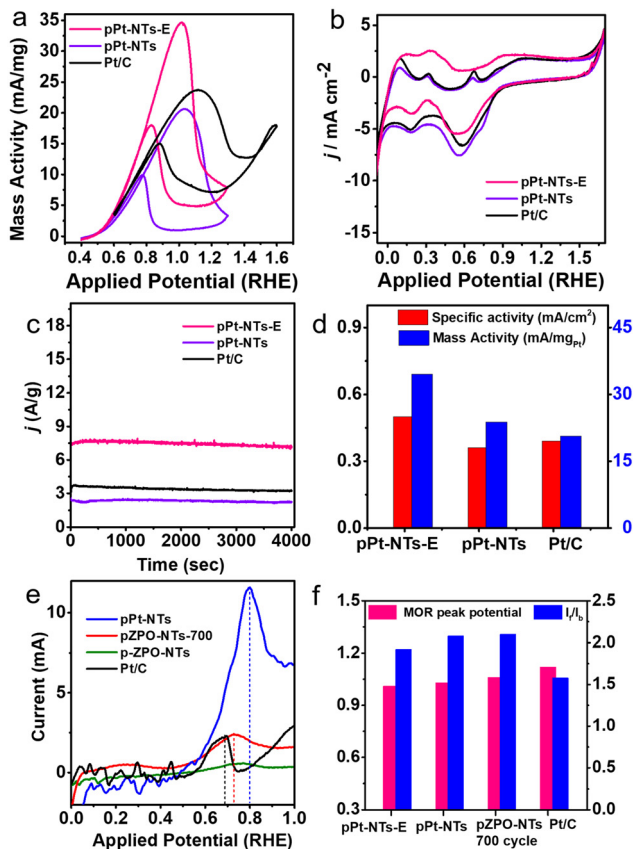 a
35
30
25
20
15
10
5
0
Mass Activity (mA/mg)
pPt-NTs-E
pPt-NTs
Pt/C
0.4 0.6 0.8 1.0 1.2 1.4 1.6
Applied Potential (RHE)
b
5
0
-5
-10
-15
j / mA cm-2
pPt-NTs-E
pPt-NTs
Pt/C
0.0 0.3 0.6 0.9 1.2 1.5
Applied Potential (RHE)
c
18
15
12
9
6
3
0
j (A/g)
pPt-NTs-E
pPt-NTs
Pt/C
0 1000 2000 3000 4000
Time (sec)
d
0.9
0.6
0.3
0.0
Specific activity (mA/cm²)
Mass Activity (mA/mgPt)
45
30
15
0
pPt-NTs-E pPt-NTs Pt/C
e
10
5
0
Current (mA)
pPt-NTs
pZPO-NTs-700
p-ZPO-NTs
Pt/C
0.0 0.2 0.4 0.6 0.8 1.0
Applied Potential (RHE)
f
1.5
1.2
0.9
0.6
0.3
MOR peak potential
If/Ib
2.5
2.0
1.5
1.0
0.5
0.0
pPt-NTs-E pPt-NTs pZPO-NTs Pt/C
700 cycle